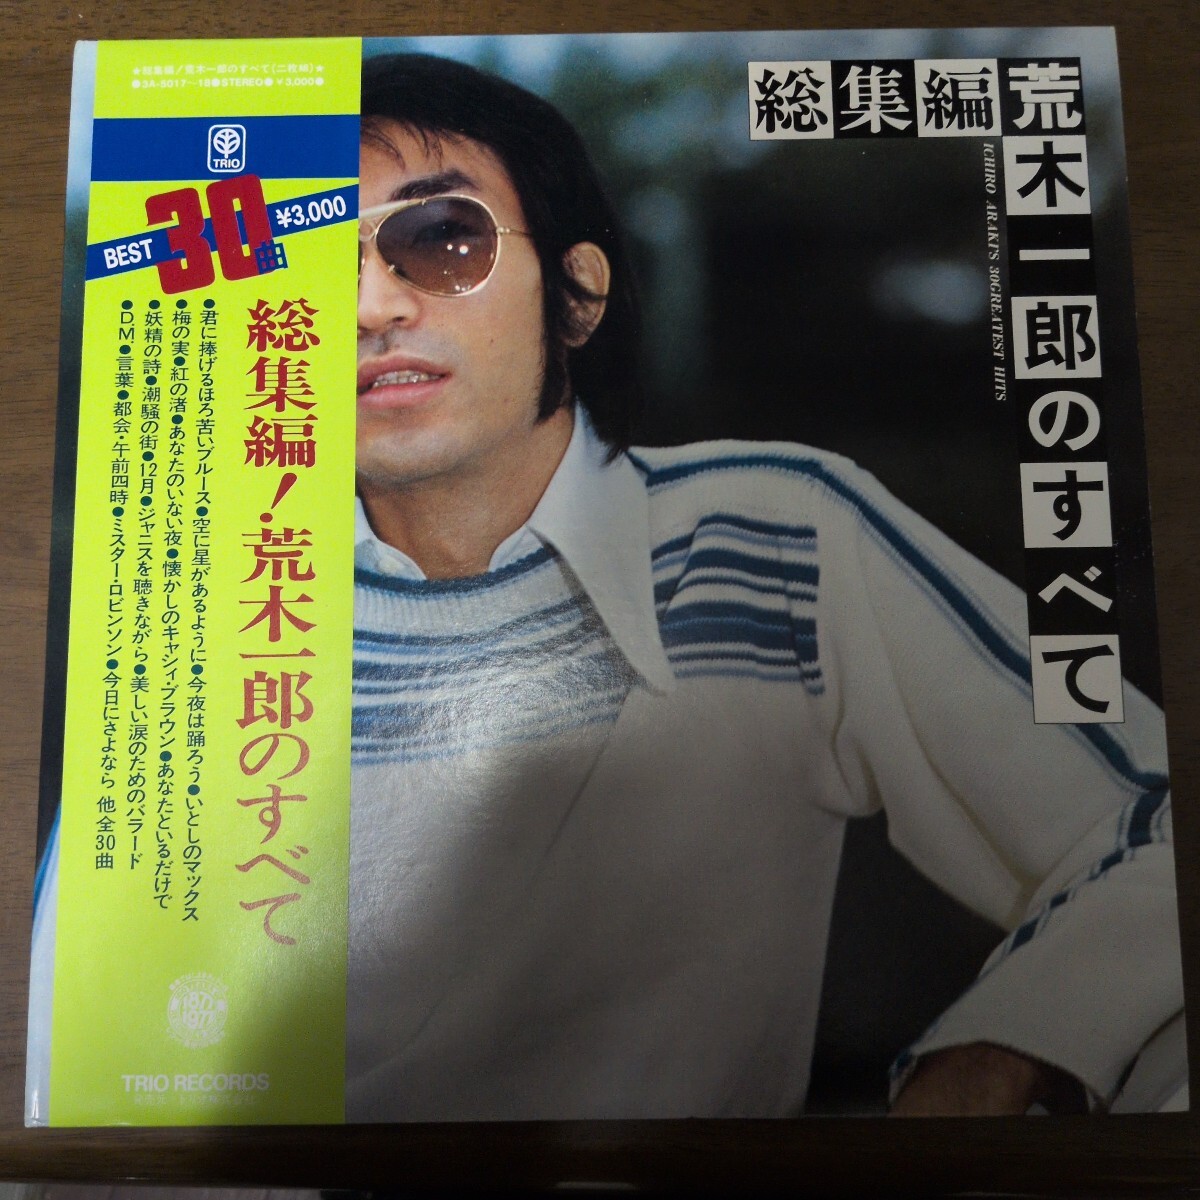 ★総集編!荒木一郎のすべて(二枚組)★
●3A-5017~18●STEREO●¥3,000●
TRIO
BEST 30曲 ¥3,000
総集編!荒木一郎のすべて
●君に捧げるほろ苦いブルース●空に星があるように●今夜は踊ろう●いとしのマックス
●梅の実●紅の渚●あなたのいない夜●懐かしのキャシィ・ブラウン●あなたといるだけで
●妖精の詩●潮騒の街●12月●ジャニスを聴きながら●美しい涙のためのバラード
●D.M.●言葉●都会・午前四時●ミスター・ロビンソン●今日にさよなら 他全30曲
1877
1977
TRIO RECORDS
総集編荒木一郎のすべて
ICHIRO ARAKI'S 30GREATEST HITS